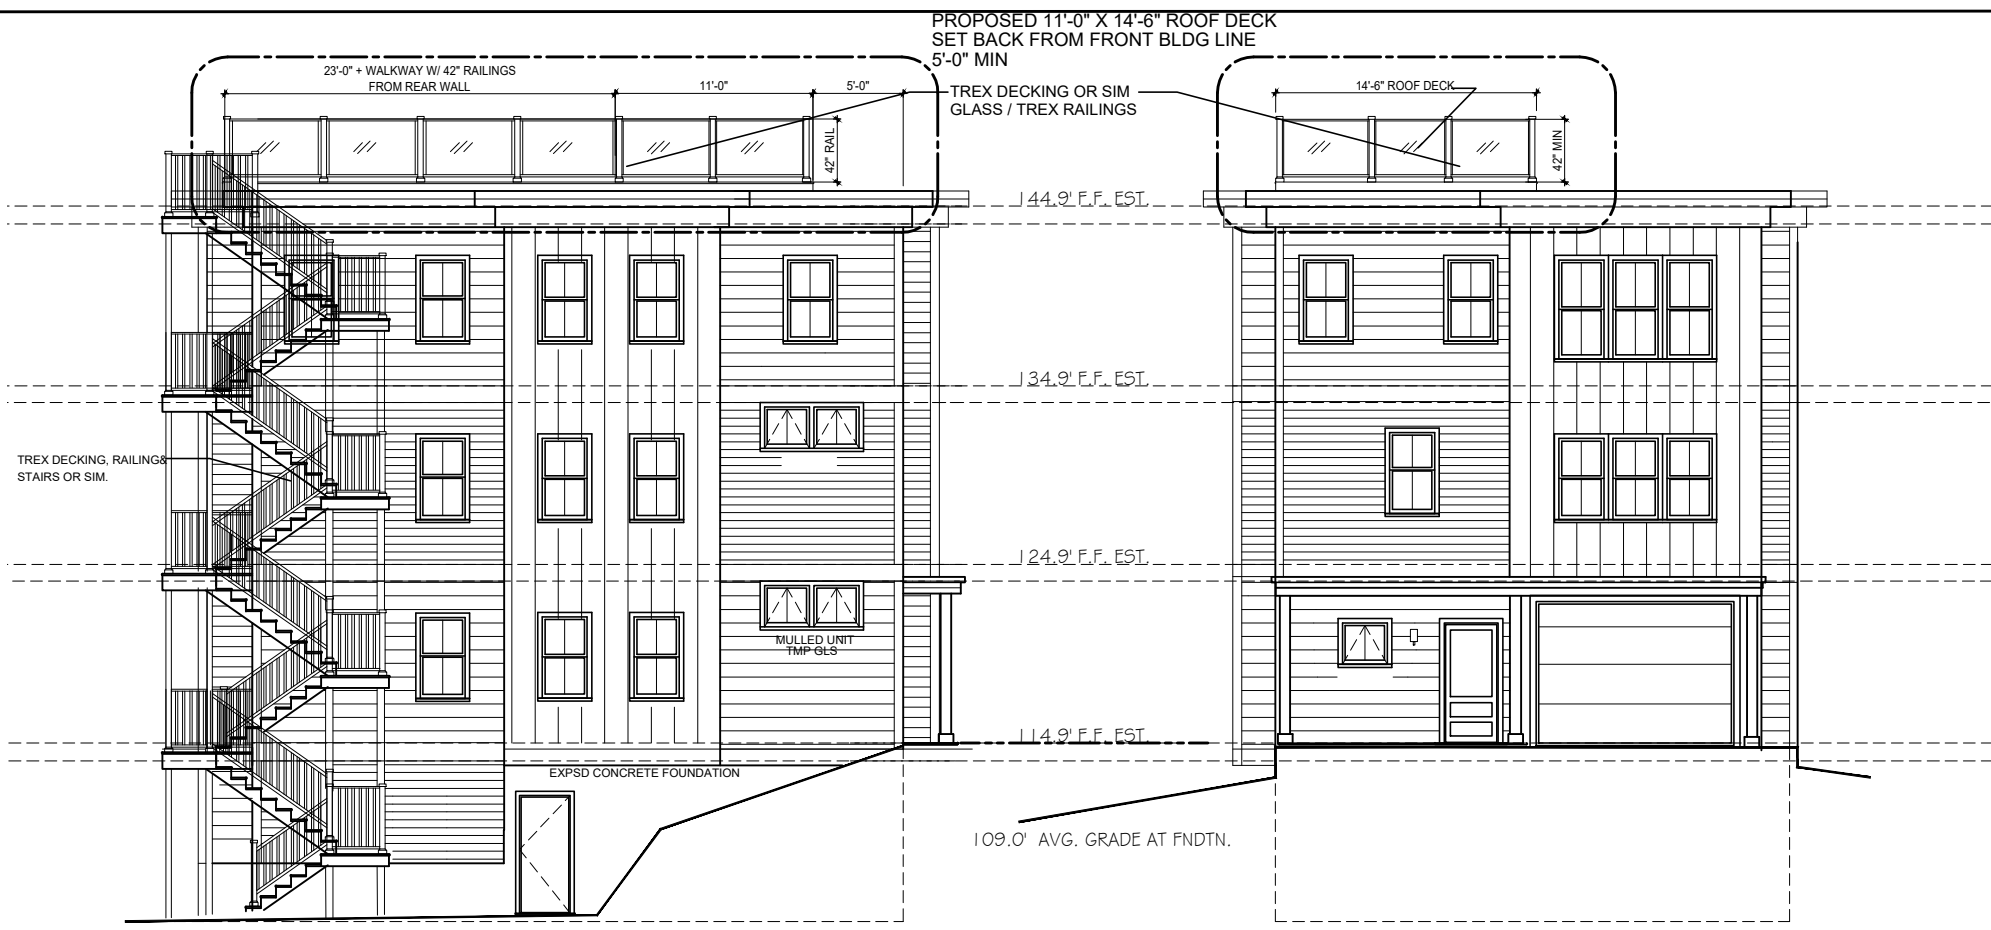 PROPOSED 11'-0" X 14'-6" ROOF DECK
SET BACK FROM FRONT BLDG LINE
5'-0" MIN
23'-0" + WALKWAY W/ 42" RAILINGS
FROM REAR WALL
11'-0"
5'-0"
TREX DECKING OR SIM
GLASS / TREX RAILINGS
14'-6" ROOF DECK
42" RAIL
42" MIN
144.9' F.F. EST.
134.9' F.F. EST.
TREX DECKING, RAILING&
STAIRS OR SIM.
124.9' F.F. EST.
MULLED UNIT
TMP GLS
114.9' F.F. EST.
EXPSD CONCRETE FOUNDATION
109.0' AVG. GRADE AT FNDTN.